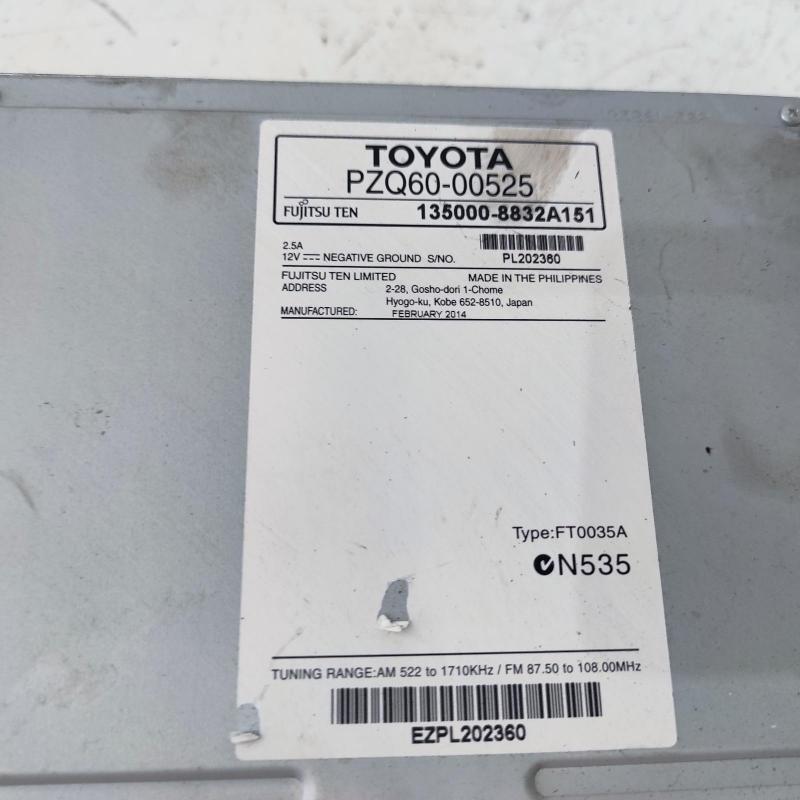 TOYOTA
PZQ60-00525
FUJITSU TEN 135000-8832A151
2.5A
12V NEGATIVE GROUND S/NO. PL202360
FUJITSU TEN LIMITED MADE IN THE PHILIPPINES
ADDRESS 2-28, Gosho-dori 1-Chome
Hyogo-ku, Kobe 652-8510, Japan
MANUFACTURED: FEBRUARY 2014
Type:FT0035A
N535
TUNING RANGE:AM 522 to 1710KHz / FM 87.50 to 108.00MHz
EZPL202360